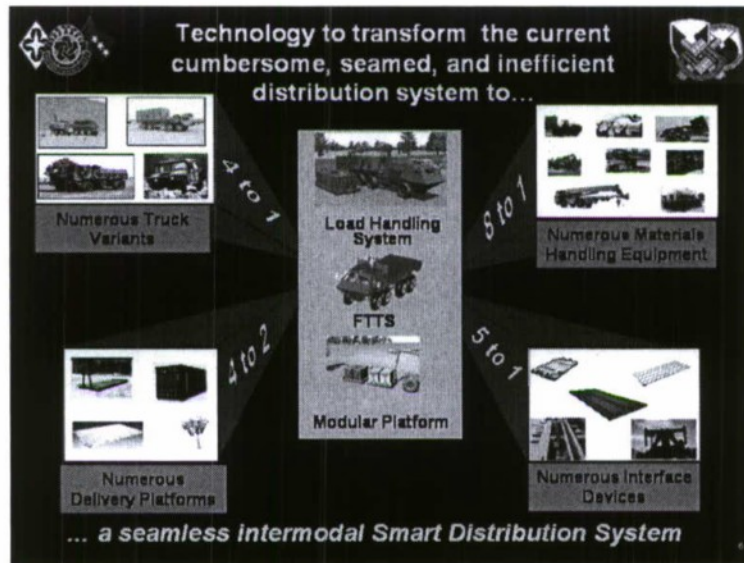 Technology to transform the current
cumbersome, seamed, and inefficient
distribution system to...
4 to 1
Numerous Truck
Variants
Load Handling
System
FTTS
Modular Platform
8 to 1
Numerous Materials
Handling Equipment
4 to 2
Numerous
Delivery Platforms
5 to 1
Numerous Interface
Devices
... a seamless intermodal Smart Distribution System